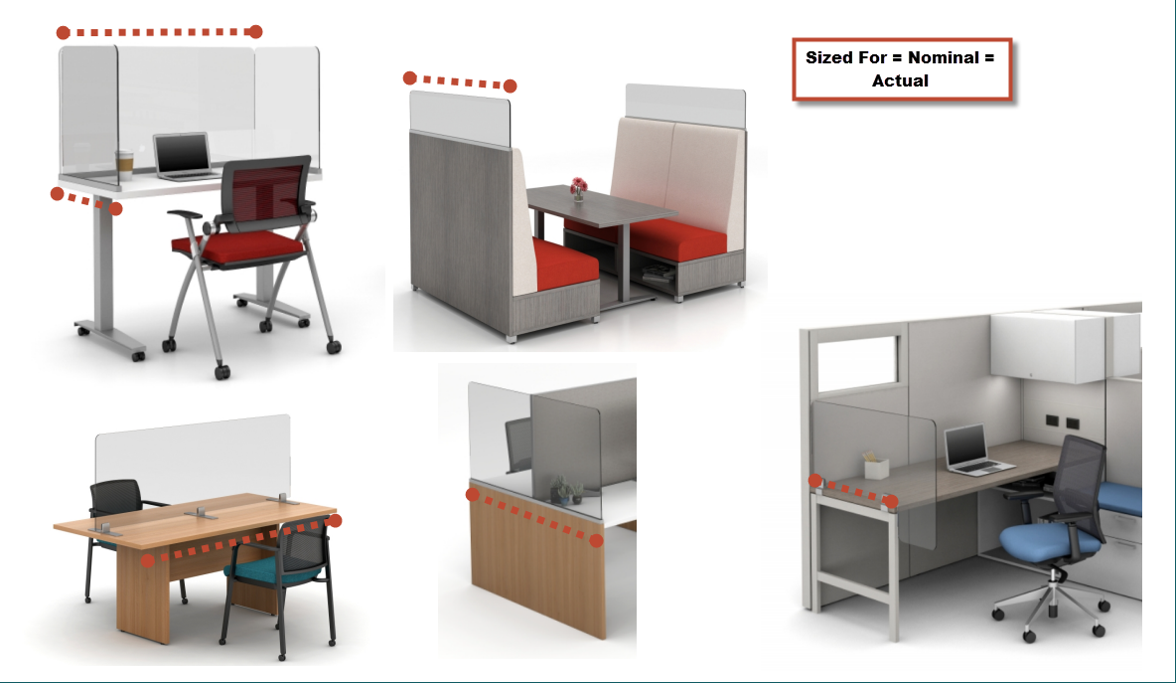 Sized For = Nominal =
Actual